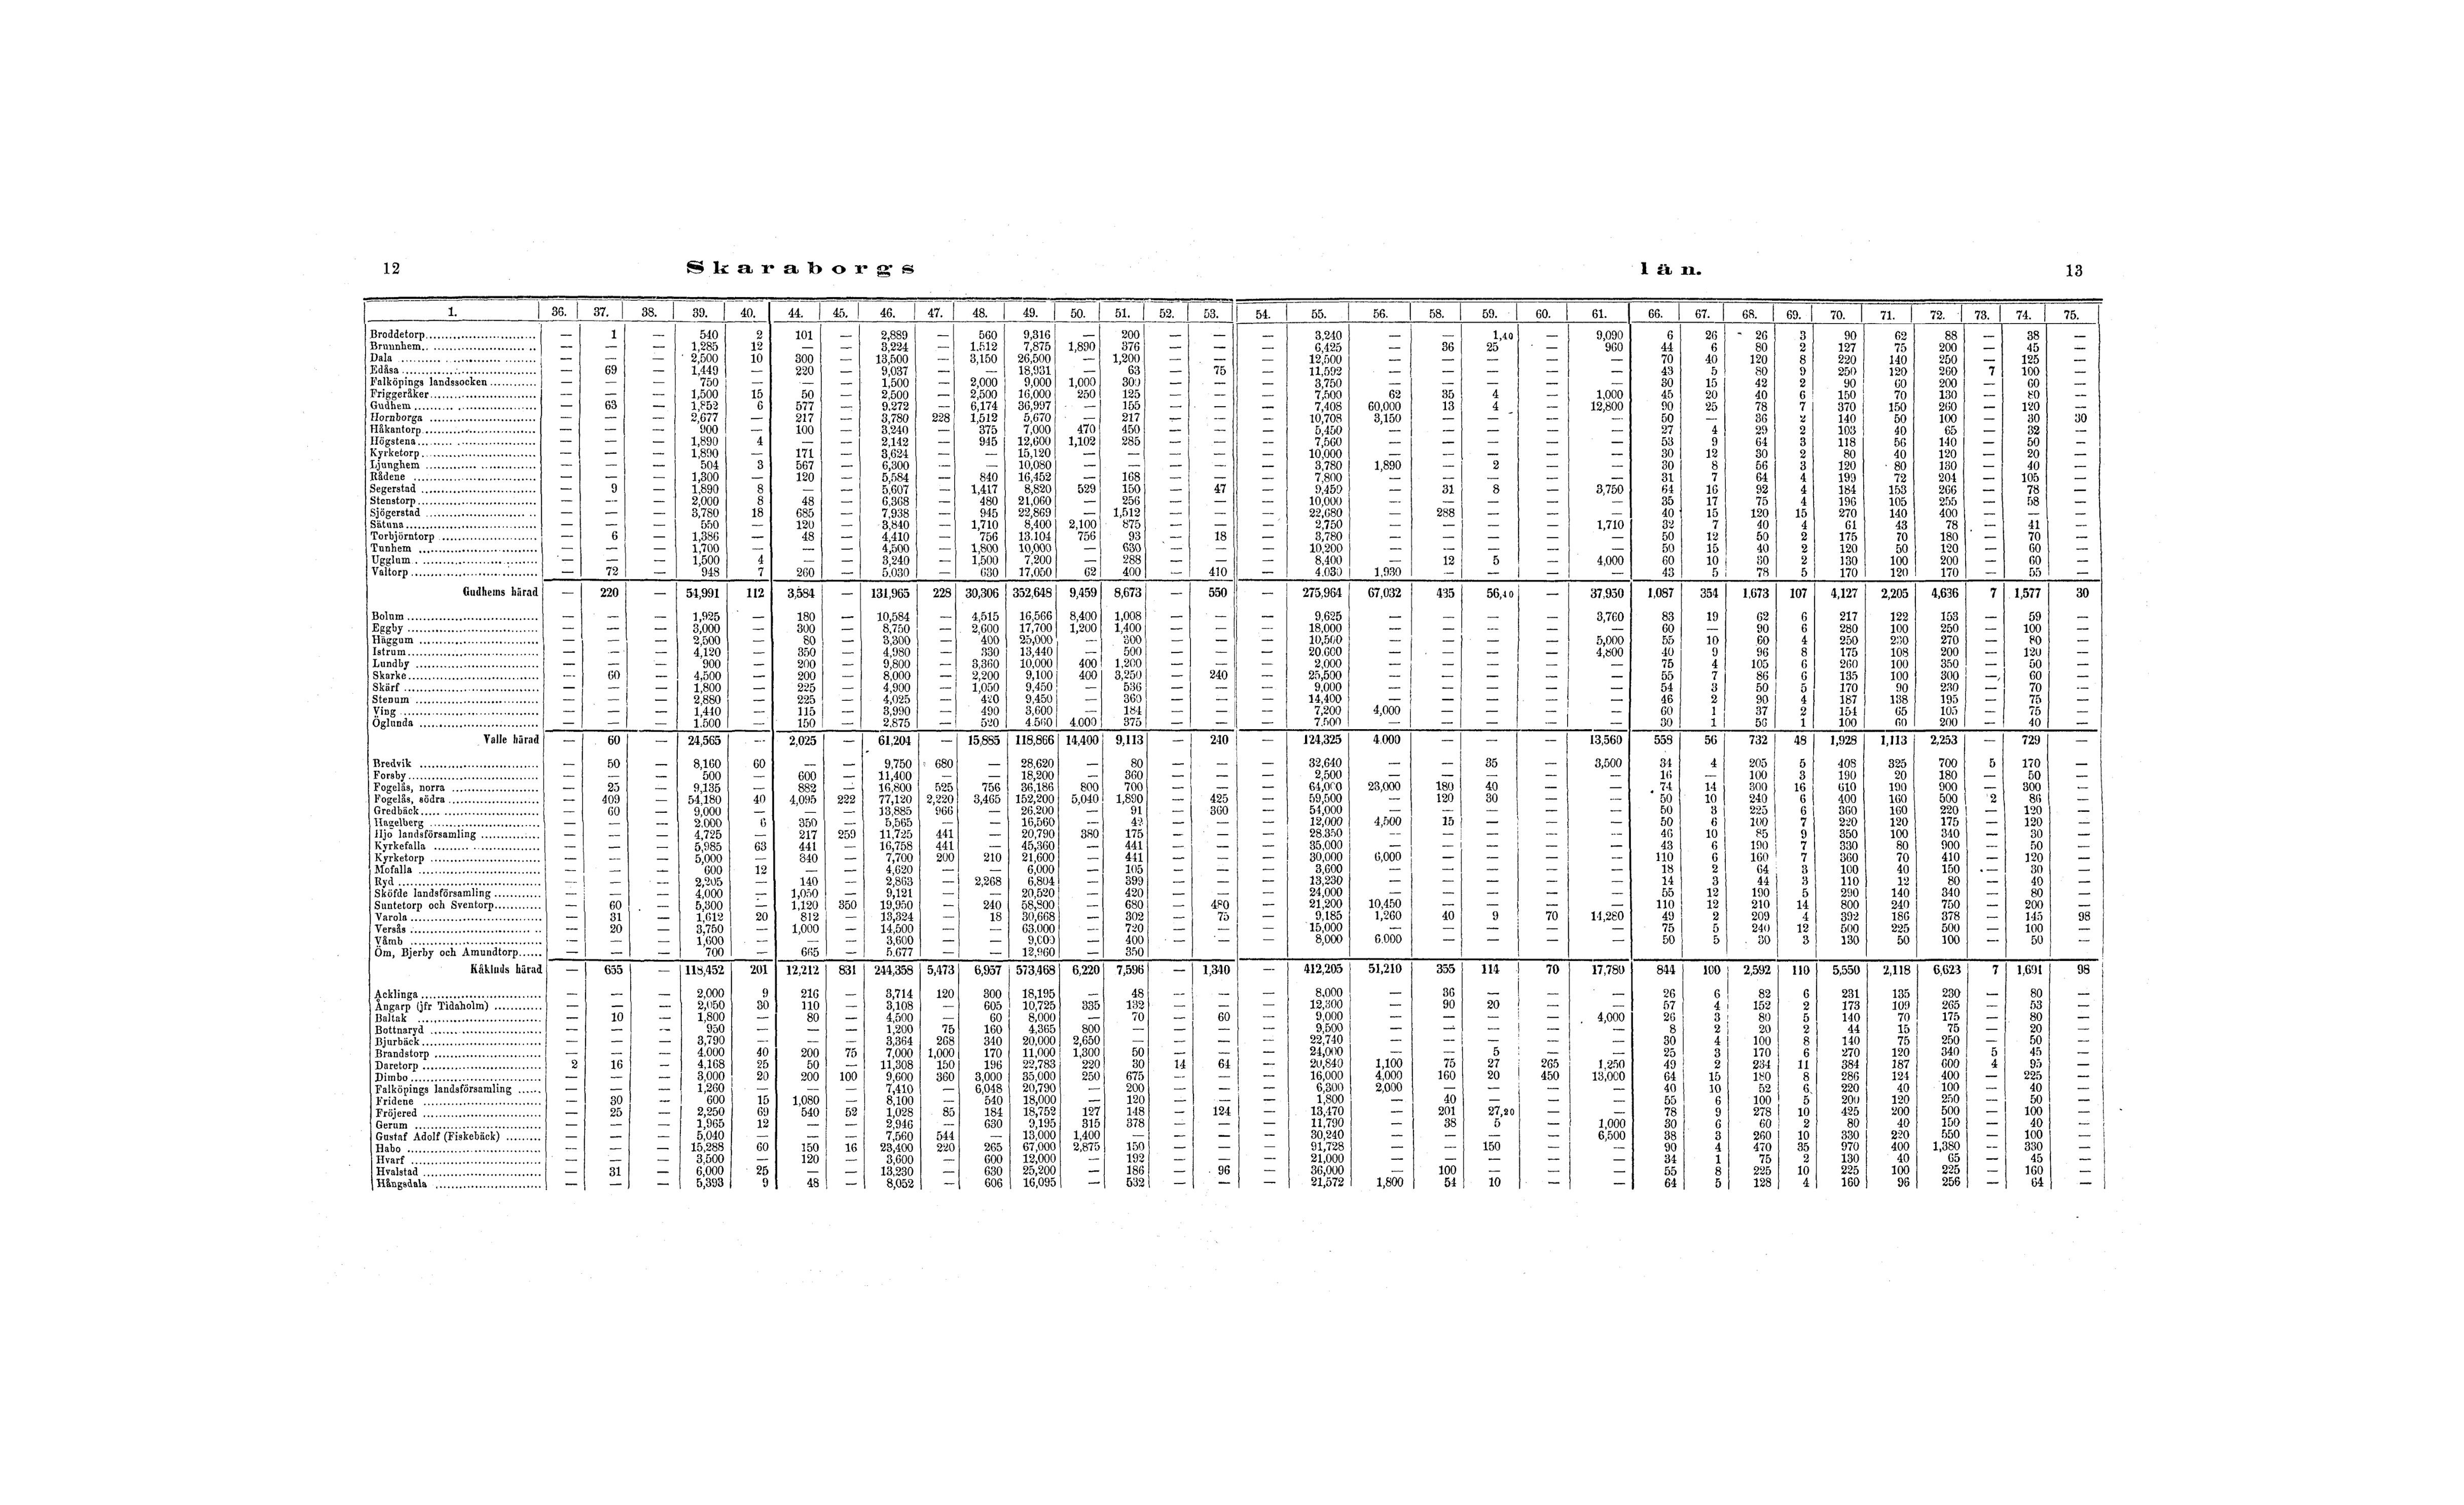 12 Skaraborgs län. 13
1. 36. 37. 38. 39. 40. 44. 45. 46. 47. 48. 49. 50. 51. 52. 53. 54. 55. 56. 58. 59. 60. 61. 66. 67. 68. 69. 70. 71. 72. 73. 74. 75.
Broddetorp — 1 — 540 2 101 — 2,889 — 560 9,316 — 200 — — — 3,240 — — 1,40 — 9,090 6 26 26 3 90 62 88 — 38 —
Brunnhem — — — 1,285 12 — — 3,224 — 1,512 7,875 1,890 376 — — — 6,425 — 36 25 — 960 44 6 80 2 127 75 200 — 45 —
Dala — — — 2,500 10 300 — 13,500 — 3,150 26,500 — 1,200 — — — 12,500 — — — — — 70 40 120 8 220 140 250 — 125 —
Edåsa — 69 — 1,449 — 220 — 9,037 — — 18,931 — 63 — 75 — 11,592 — — — — — 43 5 80 9 250 120 260 7 100 —
Falköpings landssocken — — — 750 — — — 1,500 — 2,000 9,000 1,000 300 — — — 3,750 — — — — — 30 15 42 2 90 60 200 — 60 —
Friggeråker — — — 1,500 15 50 — 2,500 — 2,500 16,000 250 125 — — — 7,500 62 35 4 — 1,000 45 20 40 6 150 70 130 — 80 —
Gudhem — 63 — 1,852 6 577 — 9,272 — 6,174 36,997 — 155 — — — 7,408 60,000 13 4 — 12,800 90 25 78 7 370 150 260 — 120 —
Hornborga — — — 2,677 — 217 — 3,780 228 1,512 5,670 — 217 — — — 10,708 3,150 — — — — 50 — 36 2 140 50 100 — 30 30
Håkantorp — — — 900 — 100 — 3,240 — 375 7,000 470 450 — — — 5,450 — — — — — 27 4 29 2 103 40 65 — 32 —
Högstena — — — 1,890 4 — — 2,142 — 945 12,600 1,102 285 — — — 7,560 — — — — — 53 9 64 3 118 56 140 — 50 —
Kyrketorp — — — 1,890 — 171 — 3,624 — — 15,120 — — — — — 10,000 — — — — — 30 12 30 2 80 40 120 — 20 —
Ljunghem — — — 504 3 567 — 6,300 — — 10,080 — — — — — 3,780 1,890 — 2 — — 30 8 56 3 120 80 130 — 40 —
Rådene — — — 1,300 — 120 — 5,584 — 840 16,452 — 168 — — — 7,800 — — — — — 31 7 64 4 199 72 204 — 105 —
Segerstad — 9 — 1,890 8 — — 5,607 — 1,417 8,820 529 150 — 47 — 9,450 — 31 8 — 3,750 64 16 92 4 184 153 266 — 78 —
Stenstorp — — — 2,000 8 48 — 6,368 — 480 21,060 — 256 — — — 10,000 — — — — — 35 17 75 4 196 105 255 — 58 —
Sjögerstad — — — 3,780 18 685 — 7,938 — 945 22,869 — 1,512 — — — 22,680 — 288 — — — 40 15 120 15 270 140 400 — — —
Sätuna — — — 550 — 120 — 3,840 — 1,710 8,400 2,100 875 — — — 2,750 — — — — 1,710 32 7 40 4 61 43 78 — 41 —
Torbjörntorp — 6 — 1,386 — 48 — 4,410 — 756 13.104 756 93 — 18 — 3,780 — — — — — 50 12 50 2 175 70 180 — 70 —
Tunhem — — — 1,700 — — — 4,500 — 1,800 10,000 — 630 — — — 10,200 — — — — — 50 15 40 2 120 50 120 — 60 —
Ugglum — — — 1,500 4 — — 3,240 — 1,500 7,200 — 288 — — — 8,400 — 12 5 — 4,000 60 10 30 2 130 100 200 — 60 —
Valtorp — 72 — 948 7 260 — 5,030 — 630 17,050 62 400 — 410 — 4,030 1,930 — — — — 43 5 78 5 170 120 170 — 55 —
Gudhems härad — 220 — 54,991 112 3,584 — 131,965 228 30,306 352,648 9,459 8,673 — 550 — 275,964 67,032 435 56,40 — 37,950 1,087 354 1,673 107 4,127 2,205 4,636 7 1,577 30
Bolum — — — 1,925 — 180 — 10,584 — 4,515 16,566 8,400 1,008 — — — 9,625 — — — — 3,760 83 19 62 6 217 122 153 — 59 —
Eggby — — — 3,000 — 300 — 8,750 — 2,600 17,700 1,200 1,400 — — — 18,000 — — — — — 60 — 90 6 280 100 250 — 100 —
Häggum — — — 2,500 — 80 — 3,300 — 400 25,000 — 300 — — — 10,560 — — — — 5,000 55 10 60 4 250 230 270 — 80 —
Istrum — — — 4,120 — 350 — 4,980 — 330 13,440 — 500 — — — 20,600 — — — — 4,800 40 9 96 8 175 108 200 — 120 —
Lundby — — — 900 — 200 — 9,800 — 3,360 10,000 400 1,200 — — — 2,000 — — — — — 75 4 105 6 260 100 350 — 50 —
Skarke — 60 — 4,500 — 200 — 8,000 — 2,200 9,100 400 3,250 — 240 — 25,500 — — — — — 55 7 86 6 135 100 300 — 60 —
Skärf — — — 1,800 — 225 — 4,900 — 1,050 9,450 — 536 — — — 9,000 — — — — — 54 3 50 5 170 90 230 — 70 —
Stenum — — — 2,880 — 225 — 4,025 — 420 9,450 — 360 — — — 14,400 — — — — — 46 2 90 4 187 138 195 — 75 —
Ving — — — 1,440 — 115 — 3,990 — 490 3,600 — 184 — — — 7,200 4,000 — — — — 60 1 37 2 154 65 105 — 75 —
Öglunda — — — 1.500 — 150 — 2.875 — 520 4.560 4.000 375 — — — 7.500 — — — — — 30 1 56 1 100 60 200 — 40 —
Valle härad — 60 — 24,565 — 2,025 — 61,204 — 15,885 118,866 14,400 9,113 — 240 — 124,325 4.000 — — — 13,560 558 56 732 48 1,928 1,113 2,253 — 729 —
Bredvik — 50 — 8,160 60 — — 9,750 680 — 28,620 — 80 — — — 32,640 — — 35 — 3,500 34 4 205 5 408 325 700 5 170 —
Forsby — — — 500 — 600 — 11,400 — — 18,200 — 360 — — — 2,500 — — — — — 16 — 100 3 190 20 180 — 50 —
Fogelås, norra — 25 — 9,135 — 882 — 16,800 525 756 36,186 800 700 — — — 64,000 23,000 180 40 — — 74 14 300 16 610 190 900 — 300 —
Fogelås, södra — 409 — 54,180 40 4,095 222 77,120 2,220 3,465 152,200 5,040 1,890 — 425 — 59,500 — 120 30 — — 50 10 240 6 400 160 500 2 86 —
Gredbäck — 60 — 9,000 — — — 13,885 966 — 26,200 — 91 — 360 — 54,000 — — — — — 50 3 225 6 360 160 220 — 120 —
Hagelberg — — — 2,000 6 350 — 5,565 — — 16,560 — 42 — — — 12,000 4,500 15 — — — 50 6 100 7 220 120 175 — 120 —
Hjo landsförsamling — — — 4,725 — 217 259 11,725 441 — 20,790 380 175 — — — 28,350 — — — — — 46 10 85 9 350 100 340 — 30 —
Kyrkefalla — — — 5,985 63 441 — 16,758 441 — 45,360 — 441 — — — 35,000 — — — — — 43 6 190 7 330 80 900 — 50 —
Kyrketorp — — — 5,000 — 840 — 7,700 200 210 21,600 — 441 — — — 30,000 6,000 — — — — 110 6 160 7 360 70 410 — 120 —
Mofalla — — — 600 12 — — 4,620 — — 6,000 — 105 — — — 3,600 — — — — — 18 2 64 3 100 40 150 — 30 —
Ryd — — — 2,205 — 140 — 2,863 — 2,268 6,804 — 399 — — — 13,230 — — — — — 14 3 44 3 110 12 80 — 40 —
Sköfde landsförsamling — — — 4,000 — 1,050 — 9,121 — — 20,520 — 420 — — — 24,000 — — — — — 55 12 190 5 290 140 340 — 80 —
Suntetorp och Sventorp — 60 — 5,300 — 1,120 350 19,950 — 240 58,800 — 680 — 480 — 21,200 10,450 — — — — 110 12 210 14 800 240 750 — 200 —
Varola — 31 — 1,612 20 812 — 13,324 — 18 30,668 — 302 — 75 — 9,185 1,260 40 9 70 14,280 49 2 209 4 392 186 378 — 145 98
Versås — 20 — 3,750 — 1,000 — 14,500 — — 63,000 — 720 — — — 15,000 — — — — — 75 5 240 12 500 225 500 — 100 —
Våmb — — — 1,600 — — — 3,600 — — 9,000 — 400 — — — 8,000 6.000 — — — — 50 5 30 3 130 50 100 — 50 —
Öm, Bjerby och Amundtorp — — — 700 — 665 — 5.677 — — 12,960 — 350
Kåkinds härad — 655 — 118,452 201 12,212 831 244,358 5,473 6,957 573,468 6,220 7,596 — 1,340 — 412,205 51,210 355 114 70 17,780 844 100 2,592 110 5,550 2,118 6,623 7 1,691 98
Acklinga — — — 2,000 9 216 — 3,714 120 300 18,195 — 48 — — — 8,000 — 36 — — — 26 6 82 6 231 135 230 — 80 —
Ångarp (jfr Tidaholm) — — — 2,050 30 110 — 3,108 — 605 10,725 335 132 — — — 12,300 — 90 20 — — 57 4 152 2 173 109 265 — 53 —
Baltak — 10 — 1,800 — 80 — 4,500 — 60 8,000 — 70 — 60 — 9,000 — — — — 4,000 26 3 80 5 140 70 175 — 80 —
Bottnaryd — — — 950 — — — 1,200 75 160 4,365 800 — — — — 9,500 — — — — — 8 2 20 2 44 15 75 — 20 —
Bjurbäck — — — 3,790 — — — 3,364 268 340 20,000 2,650 — — — — 22,740 — — — — — 30 4 100 8 140 75 250 — 50 —
Brandstorp — — — 4.000 40 200 75 7,000 1,000 170 11,000 1,300 50 — — — 24,000 — — 5 — — 25 3 170 6 270 120 340 5 45 —
Daretorp 2 16 — 4,168 25 50 — 11,308 150 196 22,783 220 30 14 64 — 20,840 1,100 75 27 265 1,250 49 2 234 11 384 187 600 4 95 —
Dimbo — — — 3,000 20 200 100 9,600 360 3,000 35,000 250 675 — — — 16,000 4,000 160 20 450 13,000 64 15 180 8 286 124 400 — 225 —
Falköpings landsförsamling — — — 1,260 — — — 7,410 — 6,048 20,790 — 200 — — — 6,300 2,000 — — — — 40 10 52 6 220 40 100 — 40 —
Fridene — 30 — 600 15 1,080 — 8,100 — 540 18,000 — 120 — — — 1,800 — 40 — — — 55 6 100 5 200 120 250 — 50 —
Fröjered — 25 — 2,250 69 540 52 1,028 85 184 18,752 127 148 — 124 — 13,470 — 201 27,20 — — 78 9 278 10 425 200 500 — 100 —
Gerum — — — 1,965 12 — — 2,946 — 630 9,195 315 378 — — — 11,790 — 38 5 — 1,000 30 6 60 2 80 40 150 — 40 —
Gustaf Adolf (Fiskebäck) — — — 5,040 — — — 7,560 544 — 13,000 1,400 — — — — 30,240 — — — — 6,500 38 3 260 10 330 220 550 — 100 —
Habo — — — 15,288 60 150 16 23,400 220 265 67,000 2,875 150 — — — 91,728 — — 150 — — 90 4 470 35 970 400 1,380 — 330 —
Hvarf — — — 3,500 — 120 — 3,600 — 600 12,000 — 192 — — — 21,000 — — — — — 34 1 75 2 130 40 65 — 45 —
Hvalstad — 31 — 6,000 25 — — 13,230 — 630 25,200 — 186 — 96 — 36,000 — 100 — — — 55 8 225 10 225 100 225 — 160 —
Hångsdala — — — 5,393 9 48 — 8,052 — 606 16,095 — 532 — — — 21,572 1,800 54 10 — — 64 5 128 4 160 96 256 — 64 —